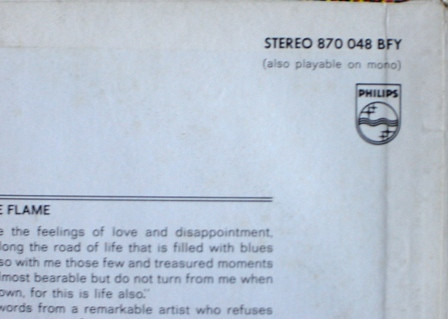 STEREO 870 048 BFY
(also playable on mono)
PHILIPS
E FLAME
e the feelings of love and disappointment,
long the road of life that is filled with blues
so with me those few and treasured moments
lmost bearable but do not turn from me when
own, for this is life also."
words from a remarkable artist who refuses